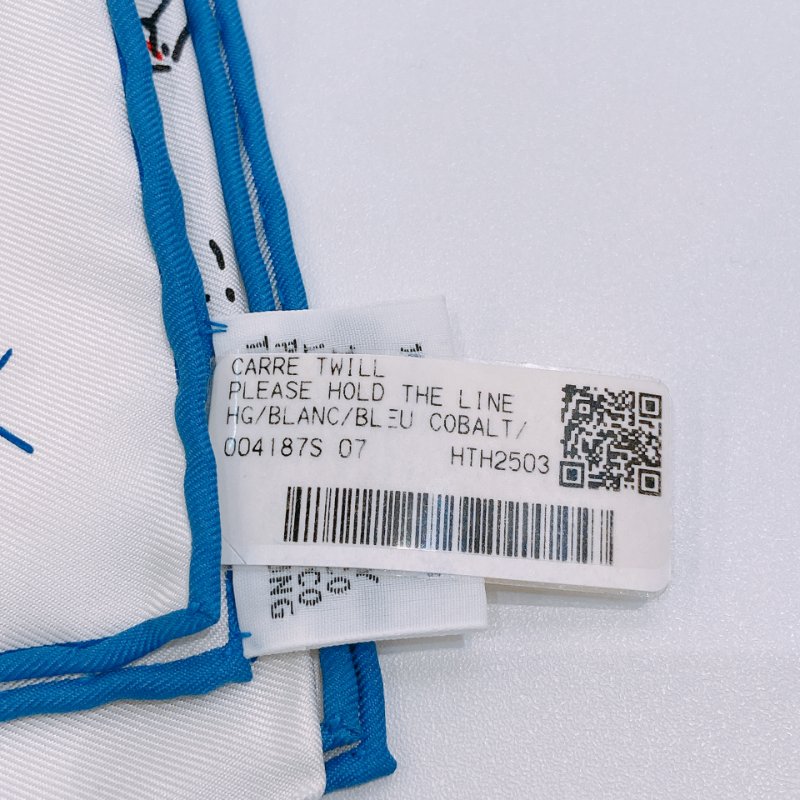 CARRE TWILL
PLEASE HOLD THE LINE
HG/BLANC/BLEU COBALT/
004187S 07 HTH2503